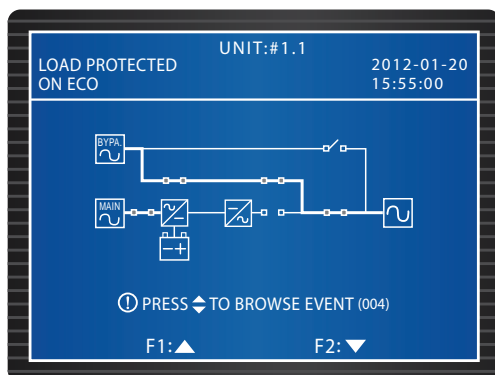 UNIT:#1.1
LOAD PROTECTED 2012-01-20
ON ECO 15:55:00
BYPA.
MAIN
PRESS TO BROWSE EVENT (004)
F1: F2: